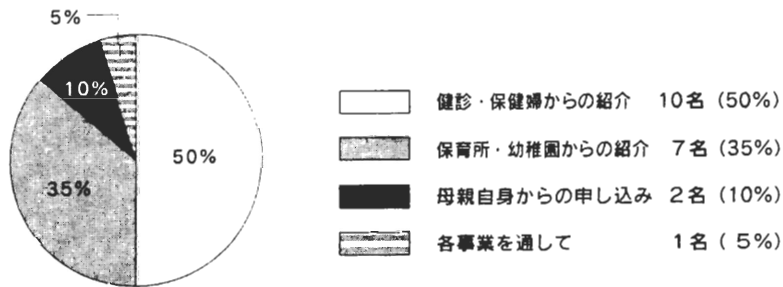 5%
10%
50%
35%
健診・保健婦からの紹介 10名(50%)
保育所・幼稚園からの紹介 7名(35%)
母親自身からの申し込み 2名(10%)
各事業を通して 1名( 5%)